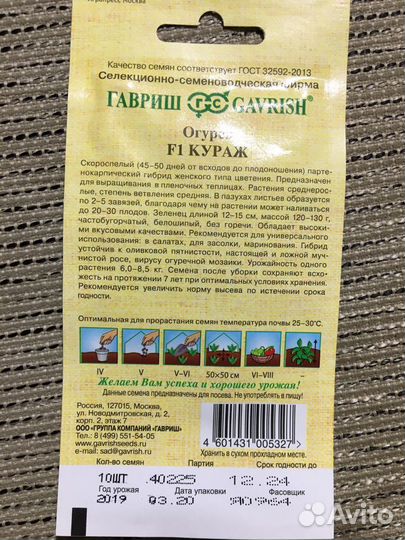 Качество семян соответствует ГОСТ 32592-2013
Селекционно-семеноводческая фирма
ГАВРИШ GAVRISH®
Огурец
F1 КУРАЖ
Скороспелый (45–50 дней от всходов до плодоношения) парте-
нокарпический гибрид женского типа цветения. Предназначен
для выращивания в пленочных теплицах. Растения среднерос-
лые, степень ветвления средняя. В пазухах листьев образуется
по 2–5 завязей, благодаря чему на растении может наливаться
до 20–30 плодов. Зеленец длиной 12–15 см, массой 120–130 г,
частобугорчатый, белошипый, без горечи. Обладает высоки-
ми вкусовыми качествами. Рекомендуется для универсального
использования: в салатах, для засолки, маринования. Гибрид
устойчив к оливковой пятнистости, настоящей и ложной муч-
нистой росе, вирусу огуречной мозаики. Урожайность одного
растения 6,0–8,5 кг. Семена после уборки сохраняют всхо-
жесть на протяжении 7 лет при оптимальных условиях хранения.
Рекомендуется увеличить норму высева по истечении срока
годности.
Оптимальная для прорастания семян температура почвы 25–30°С.
IV V V–VI 50×50 см VI–VIII –
Желаем Вам успеха и хорошего урожая!
Данные семена предназначены для посева. Не употреблять в пищу!
Россия, 127015, Москва,
ул. Новодмитровская, д. 2,
корп. 2, этаж 7
ООО «ГРУППА КОМПАНИЙ «ГАВРИШ»
Тел.: 8 (499) 551-54-05
www.gavrishseeds.ru
e-mail: sad@gavrish.ru
4 601431 005327 >
Хранить в сухом прохладном месте.
Кол-во семян Партия Срок годности до
10ШТ .40225 12.24
Год урожая Дата упаковки Фасовщик
2019 03.20
Avito